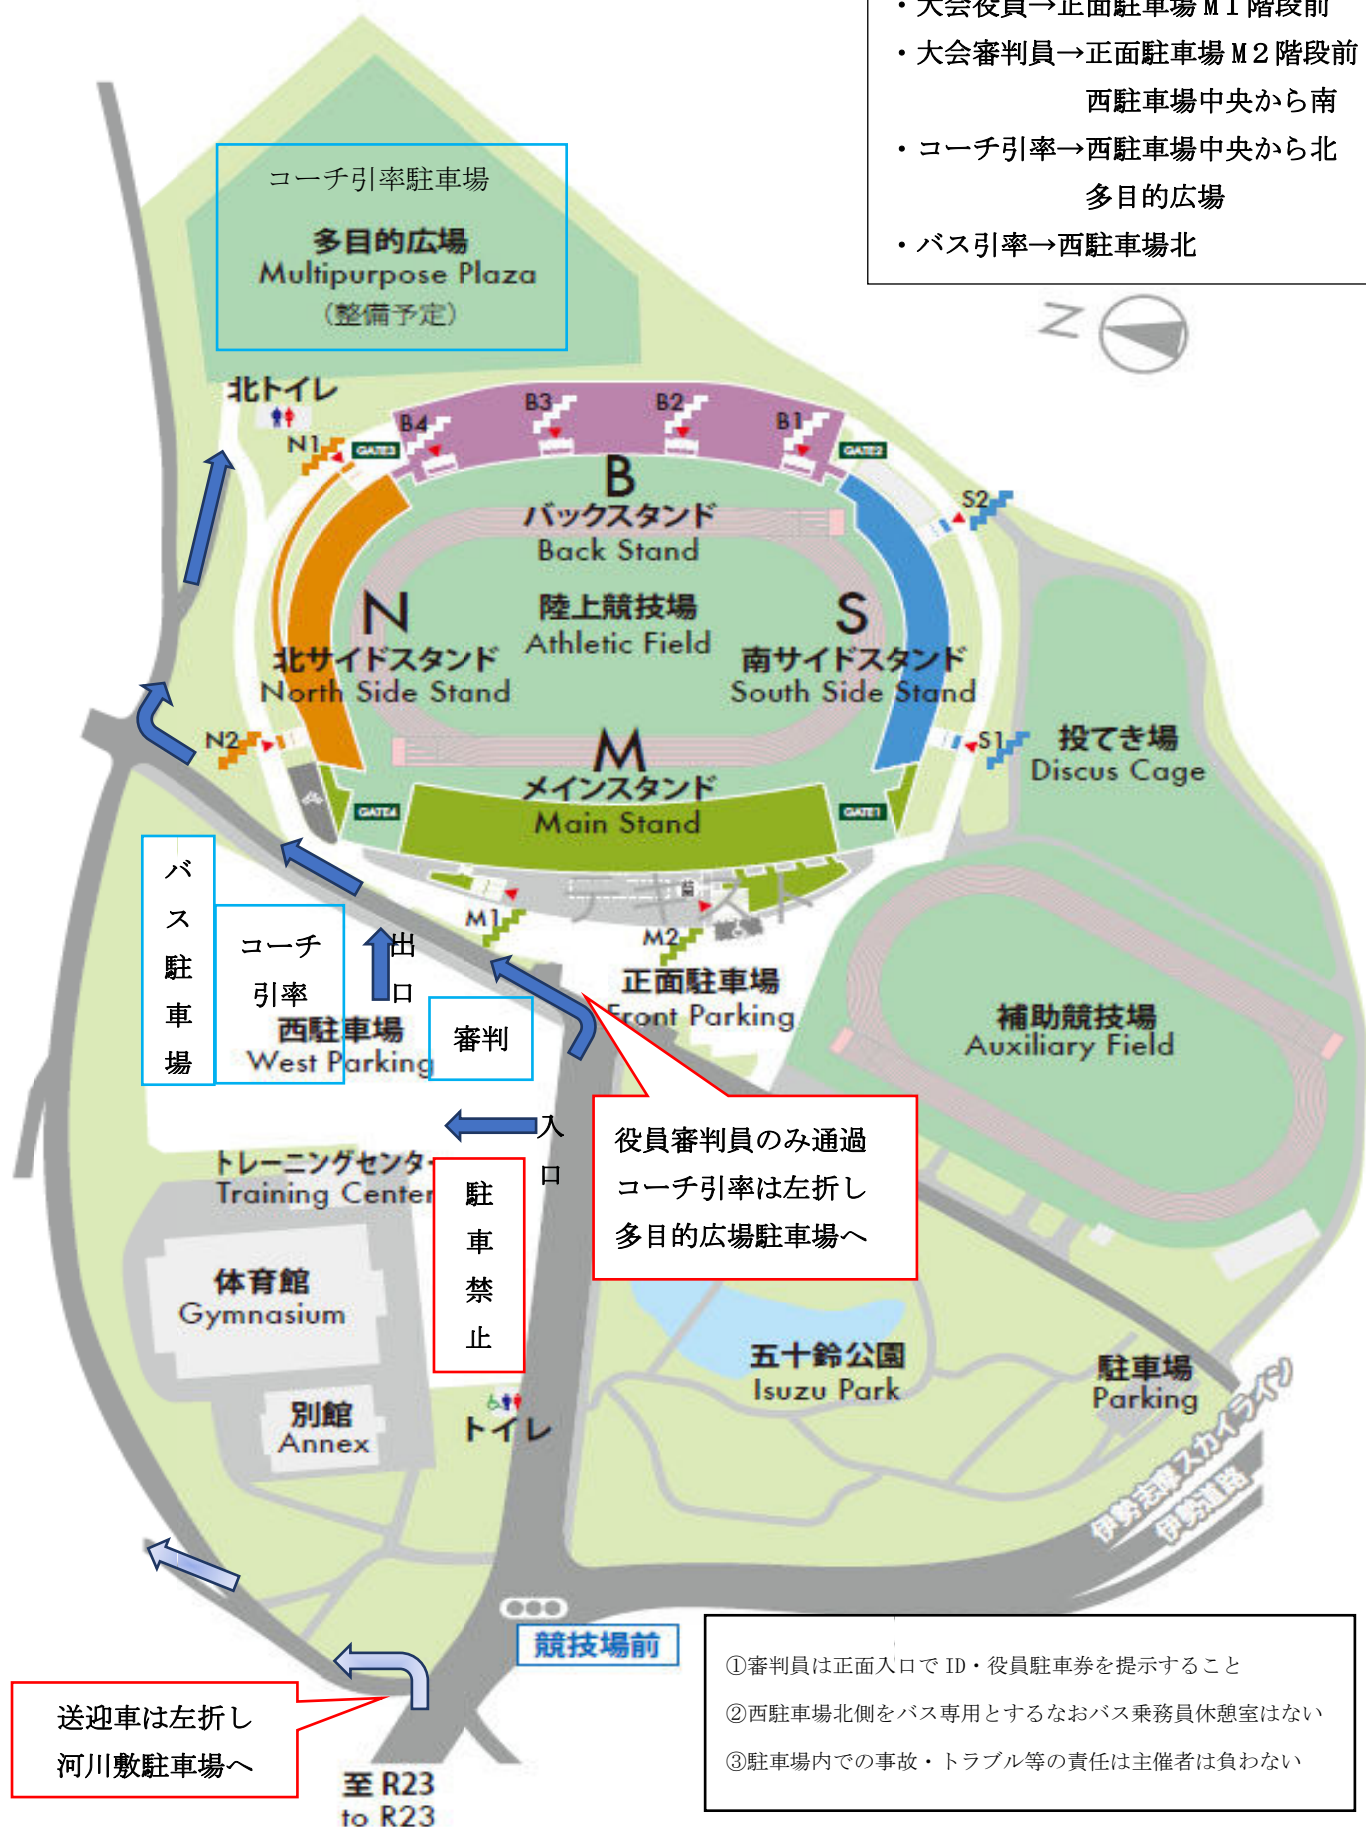 ・大会役員→正面駐車場M1階段前
・大会審判員→正面駐車場M2階段前
西駐車場中央から南
・コーチ引率→西駐車場中央から北
多目的広場
・バス引率→西駐車場北
N
コーチ引率駐車場
多目的広場
Multipurpose Plaza
(整備予定)
北トイレ
N1
GATE3
B4
B3
B2
B1
GATE2
S2
B
バックスタンド
Back Stand
N
北サイドスタンド
North Side Stand
陸上競技場
Athletic Field
S
南サイドスタンド
South Side Stand
N2
S1
投てき場
Discus Cage
M
メインスタンド
Main Stand
GATE4
GATE1
テキスト
M1
M2
正面駐車場
Front Parking
バス駐車場
コーチ
引率
出口
西駐車場
West Parking
審判
補助競技場
Auxiliary Field
入口
役員審判員のみ通過
コーチ引率は左折し
多目的広場駐車場へ
トレーニングセンター
Training Center
駐車禁止
体育館
Gymnasium
別館
Annex
トイレ
五十鈴公園
Isuzu Park
駐車場
Parking
伊勢志摩スカイライン
伊勢道路
競技場前
送迎車は左折し
河川敷駐車場へ
至 R23
to R23
①審判員は正面入口で ID・役員駐車券を提示すること
②西駐車場北側をバス専用とするなおバス乗務員休憩室はない
③駐車場内での事故・トラブル等の責任は主催者は負わない